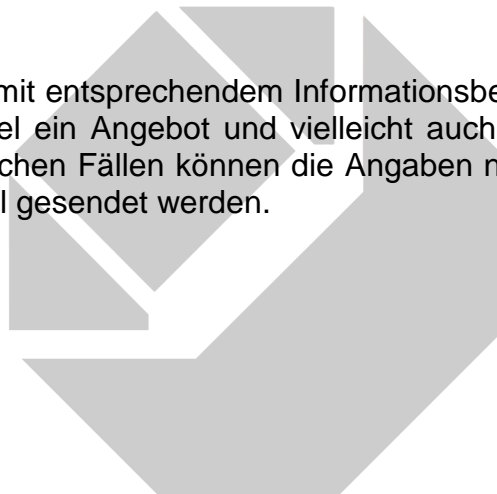 mit entsprechendem Informationsbe
el ein Angebot und vielleicht auch
chen Fällen können die Angaben n
l gesendet werden.